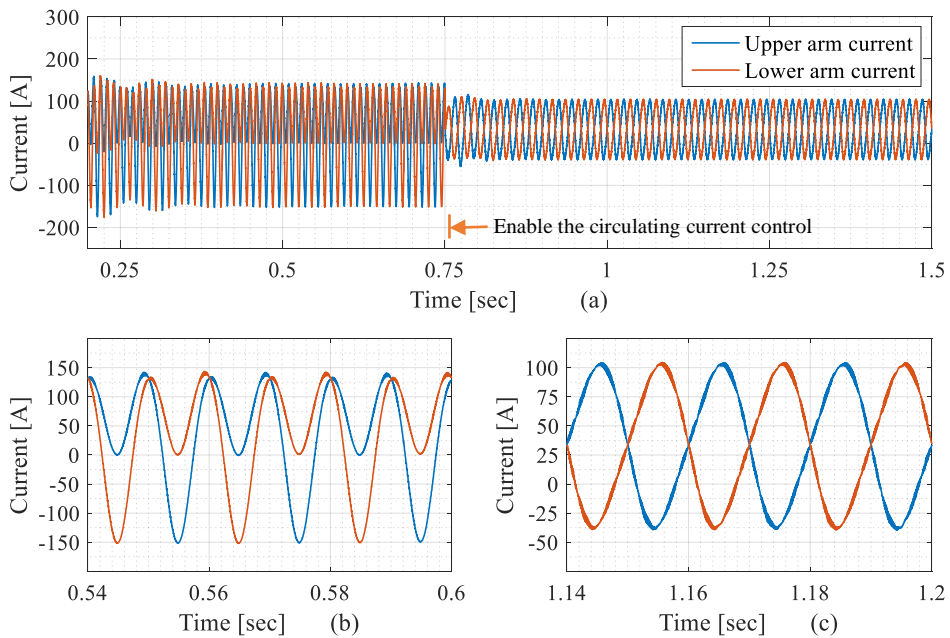 300
200
100
0
-100
-200
Current [A]
Upper arm current
Lower arm current
Enable the circulating current control
0.25 0.5 0.75 1 1.25 1.5
Time [sec] (a)
150
100
50
0
-50
-100
-150
Current [A]
0.54 0.56 0.58 0.6
Time [sec] (b)
100
75
50
25
0
-25
-50
Current [A]
1.14 1.16 1.18 1.2
Time [sec] (c)